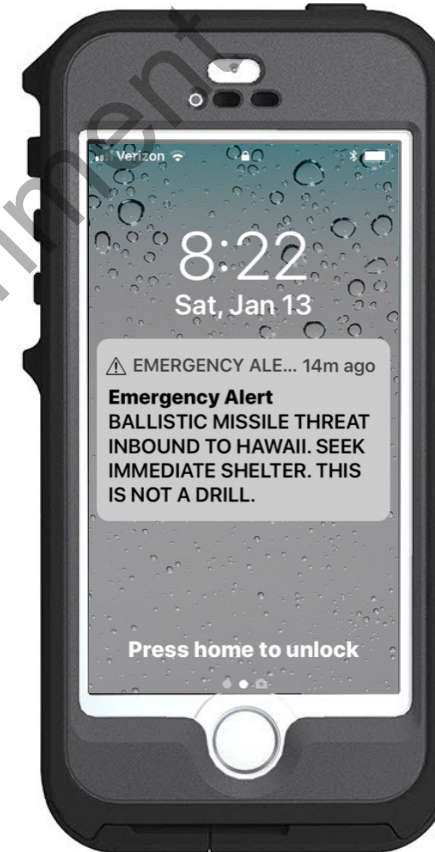 Verizon
8:22
Sat, Jan 13
EMERGENCY ALE... 14m ago
Emergency Alert
BALLISTIC MISSILE THREAT
INBOUND TO HAWAII. SEEK
IMMEDIATE SHELTER. THIS
IS NOT A DRILL.
Press home to unlock